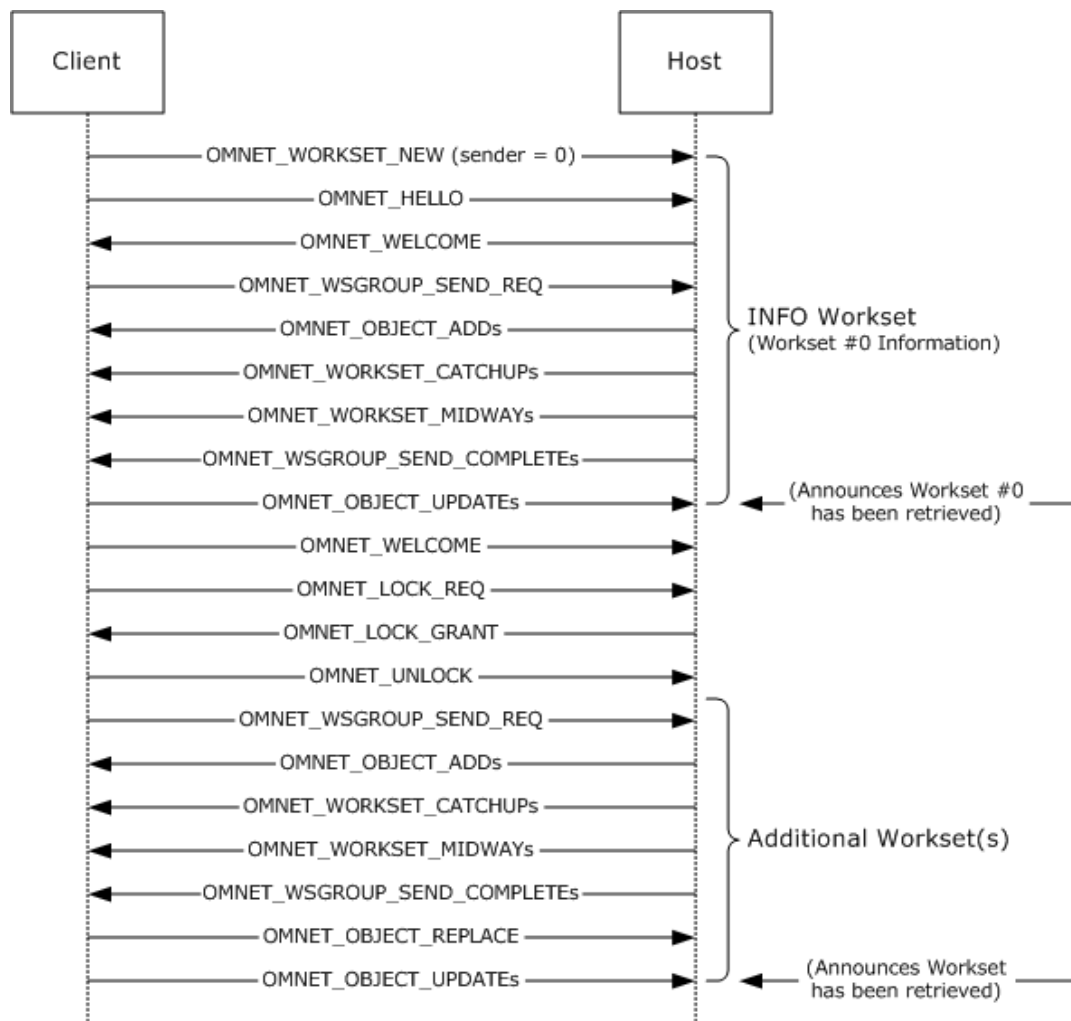 Client
Host
OMNET_WORKSET_NEW (sender = 0)
OMNET_HELLO
OMNET_WELCOME
OMNET_WSGROUP_SEND_REQ
OMNET_OBJECT_ADDs
INFO Workset
(Workset #0 Information)
OMNET_WORKSET_CATCHUPs
OMNET_WORKSET_MIDWAYs
OMNET_WSGROUP_SEND_COMPLETEs
OMNET_OBJECT_UPDATEs
(Announces Workset #0
has been retrieved)
OMNET_WELCOME
OMNET_LOCK_REQ
OMNET_LOCK_GRANT
OMNET_UNLOCK
OMNET_WSGROUP_SEND_REQ
OMNET_OBJECT_ADDs
OMNET_WORKSET_CATCHUPs
Additional Workset(s)
OMNET_WORKSET_MIDWAYs
OMNET_WSGROUP_SEND_COMPLETEs
OMNET_OBJECT_REPLACE
OMNET_OBJECT_UPDATEs
(Announces Workset
has been retrieved)